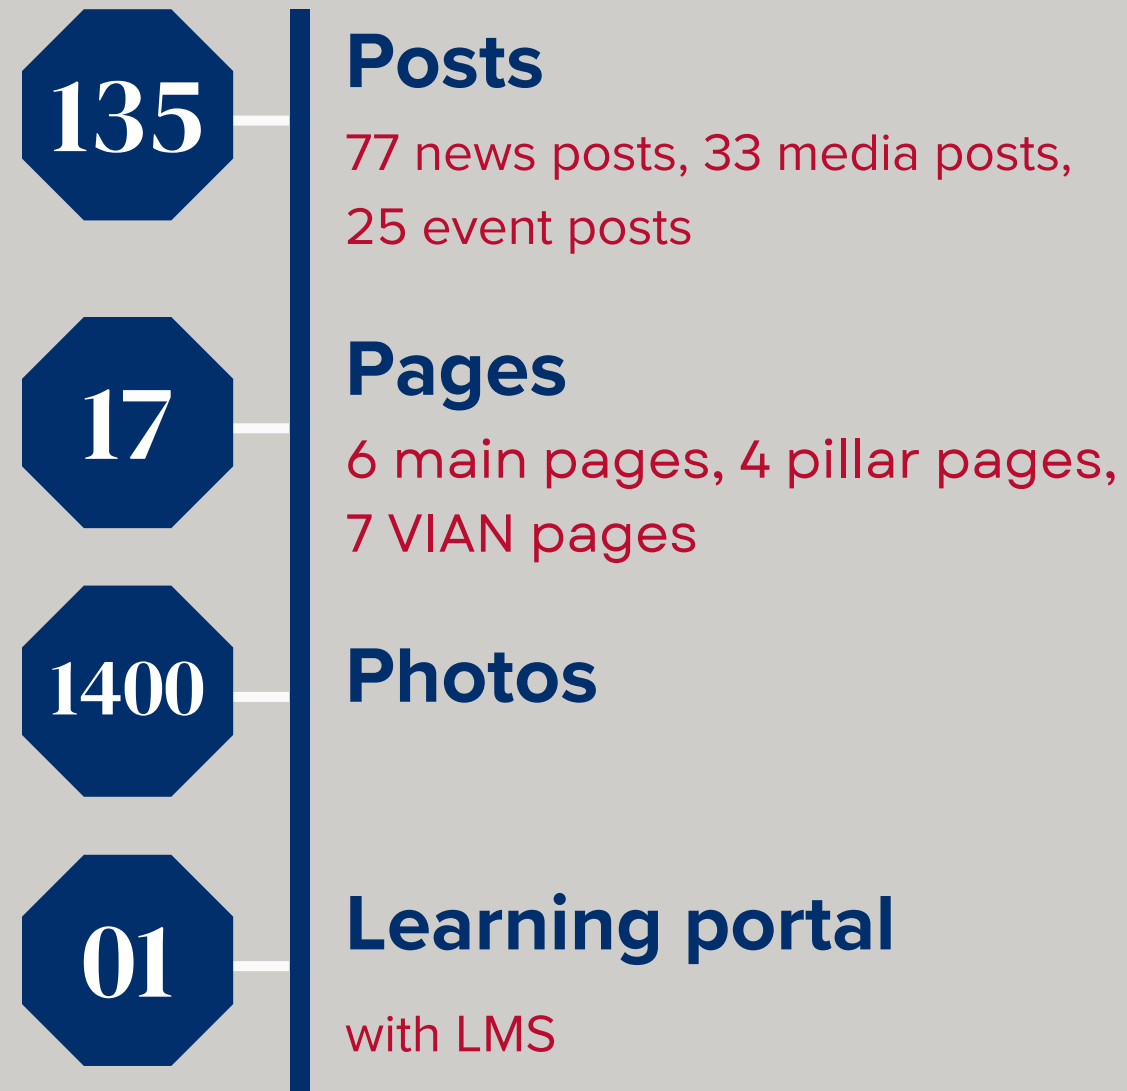 135
Posts
77 news posts, 33 media posts,
25 event posts
17
Pages
6 main pages, 4 pillar pages,
7 VIAN pages
1400
Photos
01
Learning portal
with LMS